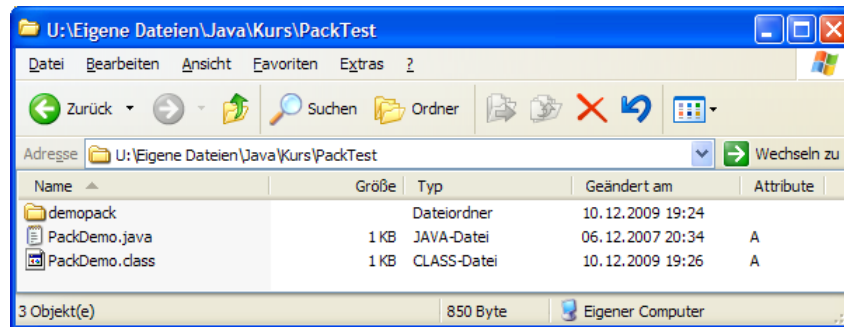 U:\Eigene Dateien\Java\Kurs\PackTest
Datei Bearbeiten Ansicht Favoriten Extras ?
Zurück Suchen Ordner
Adresse U:\Eigene Dateien\Java\Kurs\PackTest Wechseln zu
Name Größe Typ Geändert am Attribute
demopack Dateiordner 10.12.2009 19:24
PackDemo.java 1 KB JAVA-Datei 06.12.2007 20:34 A
PackDemo.class 1 KB CLASS-Datei 10.12.2009 19:26 A
3 Objekt(e) 850 Byte Eigener Computer